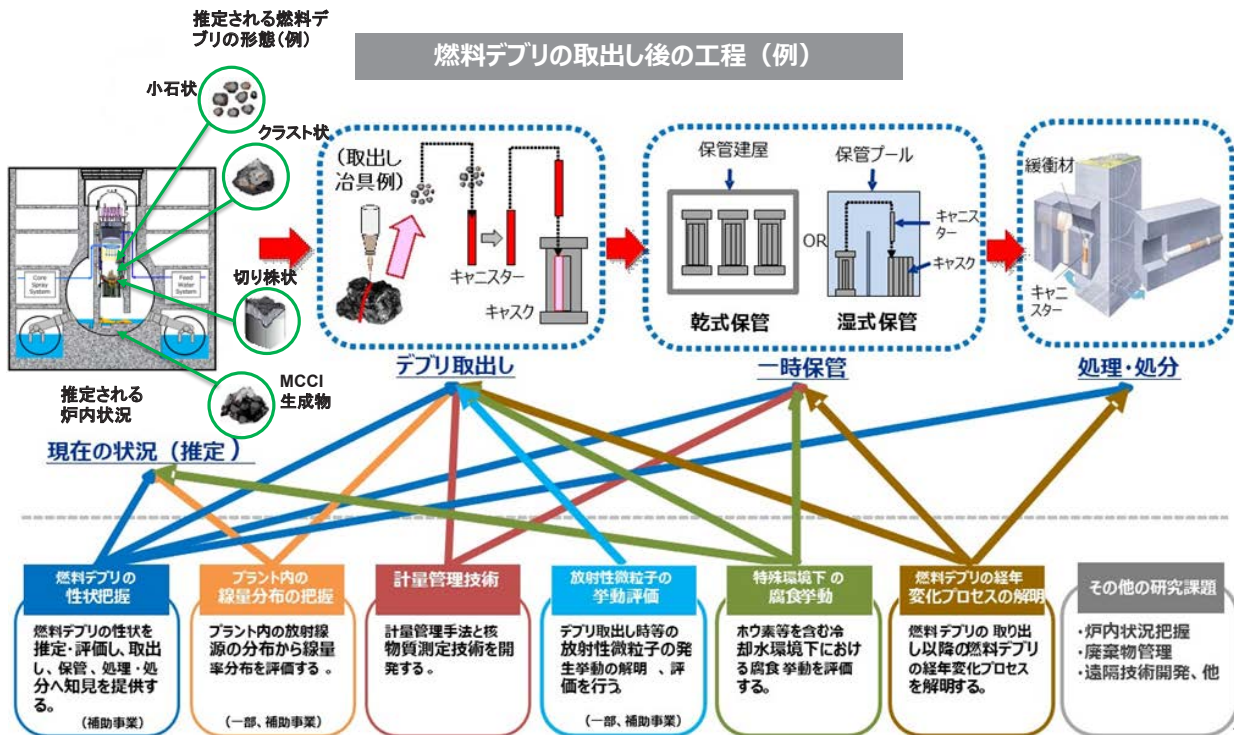 推定される燃料デ
ブリの形態(例)
燃料デブリの取出し後の工程（例）
小石状
クラスト状
切り株状
MCCI
生成物
Core
Spray
System
Feed
Water
System
推定される
炉内状況
(取出し
冶具例)
キャニスター
キャスク
デブリ取出し
保管建屋
乾式保管
OR
保管プール
キャニス
ター
キャスク
湿式保管
一時保管
緩衝材
キャニ
スター
処理・処分
現在の状況（推定）
燃料デブリの
性状把握
燃料デブリの性状を
推定・評価し、取出
し、保管、処理・処
分へ知見を提供す
る。
（補助事業）
プラント内の
線量分布の把握
プラント内の放射線
源の分布から線量
率分布を評価する。
（一部、補助事業）
計量管理技術
計量管理手法と核
物質測定技術を開
発する。
放射性微粒子の
挙動評価
デブリ取出し時等の
放射性微粒子の発
生挙動の解明、評
価を行う。
（一部、補助事業）
特殊環境下の
腐食挙動
ホウ素等を含む冷
却水環境下におけ
る腐食挙動を評価
する。
燃料デブリの経年
変化プロセスの解明
燃料デブリの取り出
し以降の燃料デブリ
の経年変化プロセス
を解明する。
その他の研究課題
・炉内状況把握
・廃棄物管理
・遠隔技術開発、他